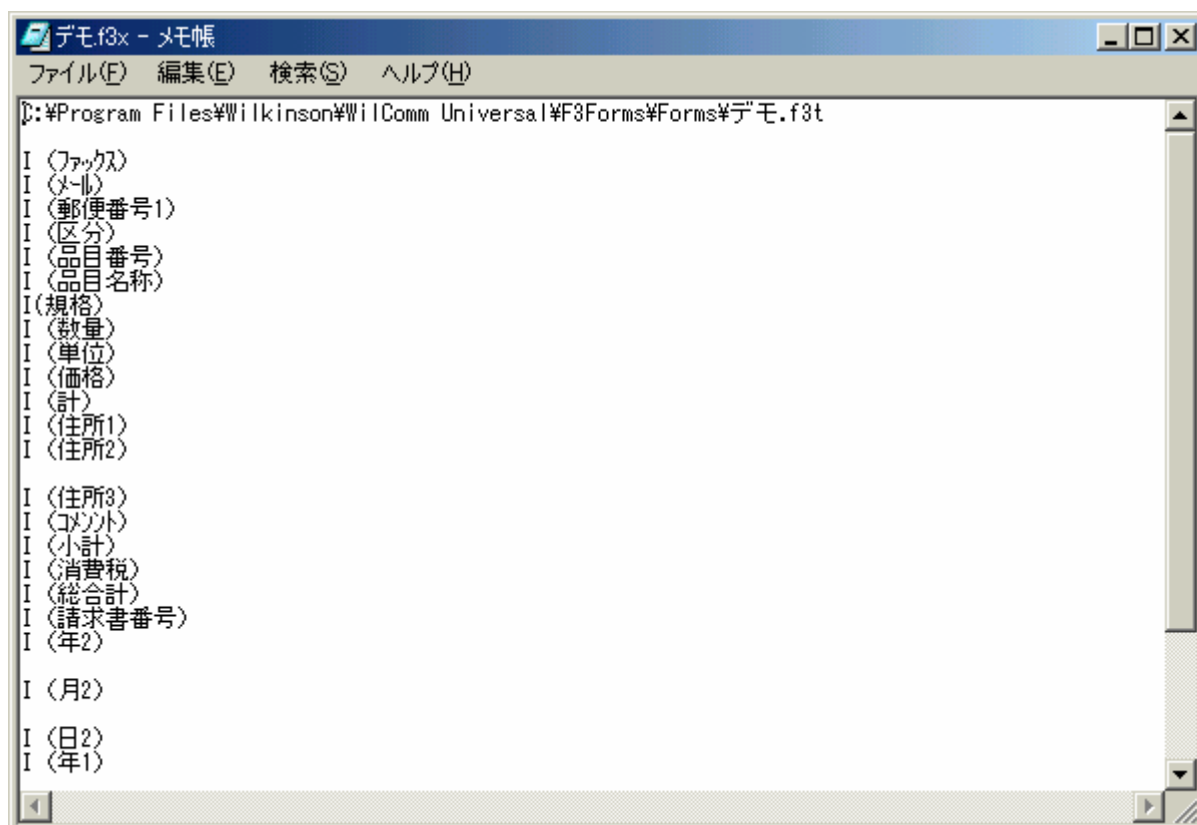 デモ.f3x - メモ帳
ファイル(F) 編集(E) 検索(S) ヘルプ(H)
C:¥Program Files¥Wilkinson¥WilComm Universal¥F3Forms¥Forms¥デモ.f3t
I (ﾌｧｯｸｽ)
I (ﾒｰﾙ)
I (郵便番号1)
I (区分)
I (品目番号)
I (品目名称)
I(規格)
I (数量)
I (単位)
I (価格)
I (計)
I (住所1)
I (住所2)
I (住所3)
I (ｺﾒﾝﾄ)
I (小計)
I (消費税)
I (総合計)
I (請求書番号)
I (年2)
I (月2)
I (日2)
I (年1)